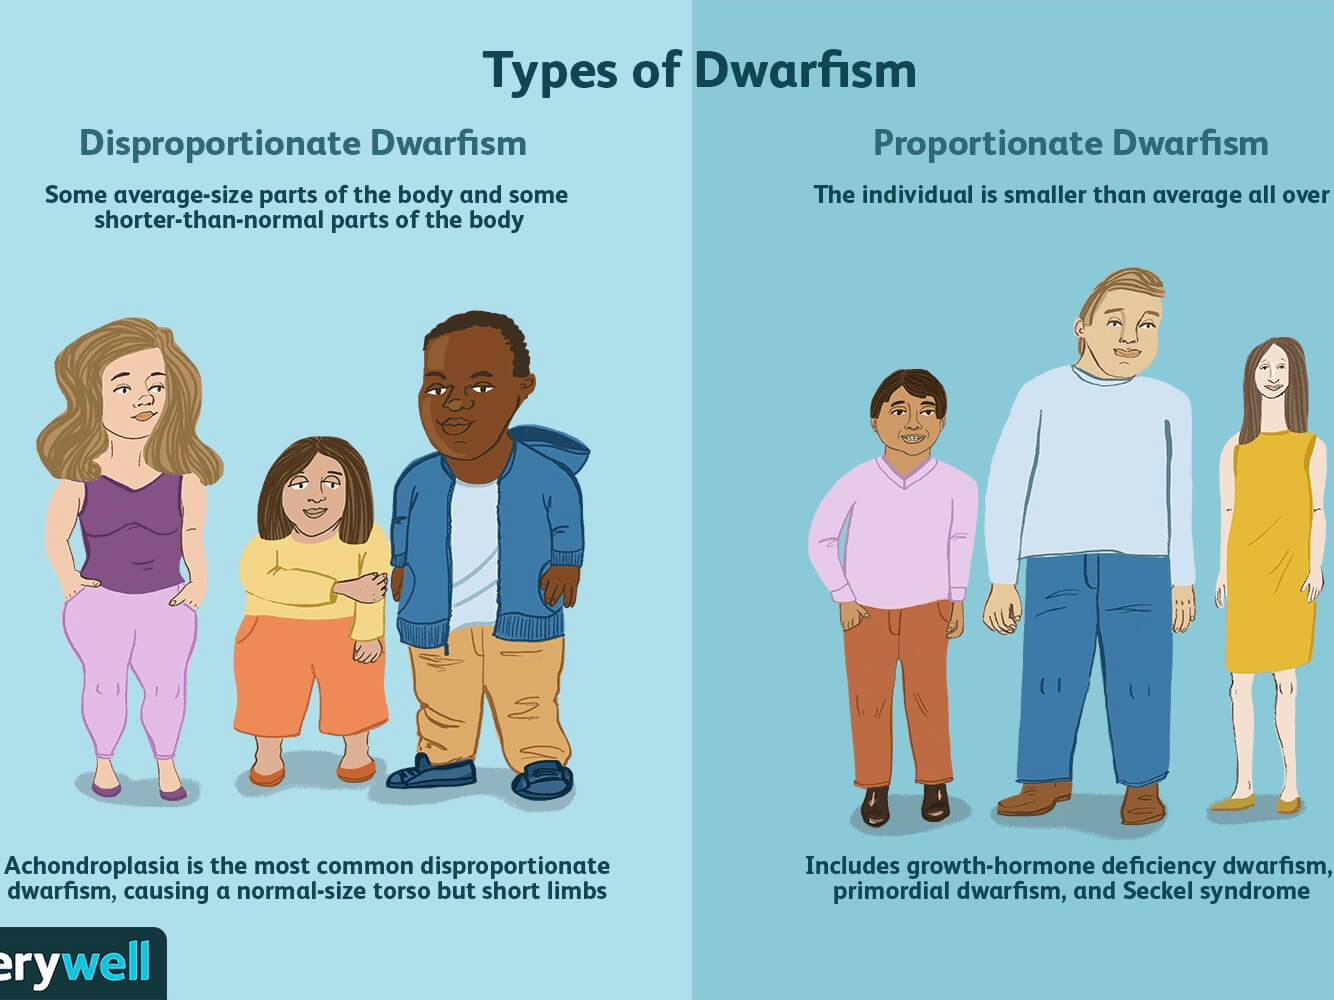 Types of Dwarfism
Disproportionate Dwarfism
Some average-size parts of the body and some
shorter-than-normal parts of the body
Achondroplasia is the most common disproportionate
dwarfism, causing a normal-size torso but short limbs
Proportionate Dwarfism
The individual is smaller than average all over
Includes growth-hormone deficiency dwarfism,
primordial dwarfism, and Seckel syndrome
erywell